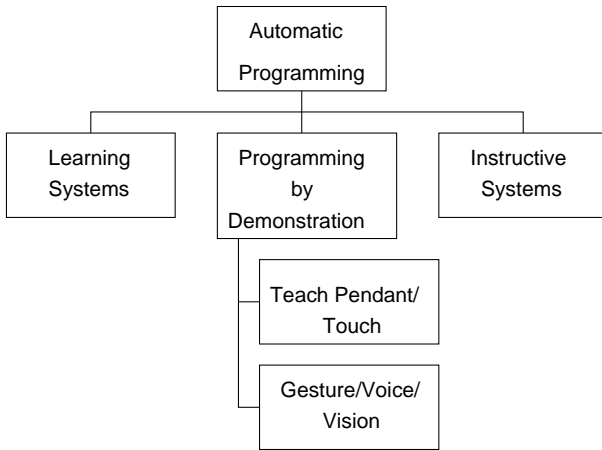 Automatic
Programming
Learning
Systems
Programming
by
Demonstration
Instructive
Systems
Teach Pendant/
Touch
Gesture/Voice/
Vision